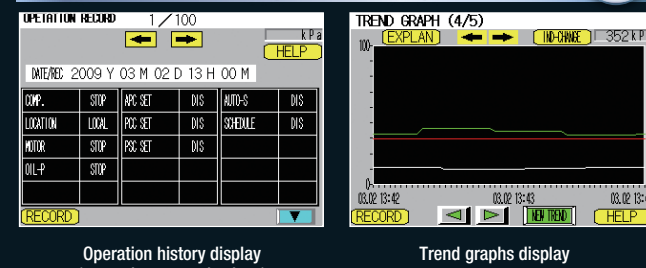 OPETATION RECORD 1/100
kPa
HELP
DATE/REC 2009 Y 03 M 02 D 13 H 00 M
COMP. STOP APC SET DIS AUTO-S DIS
LOCATION LOCAL PCC SET DIS SCHEDULE DIS
MOTOR STOP PSC SET DIS
OIL-P STOP
RECORD
Operation history display
TREND GRAPH (4/5)
EXPLAN IND-CHANGE 352 kP
100
0
03.02 13:42 03.02 13:43 03.02 13:4
RECORD NEW TREND HELP
Trend graphs display